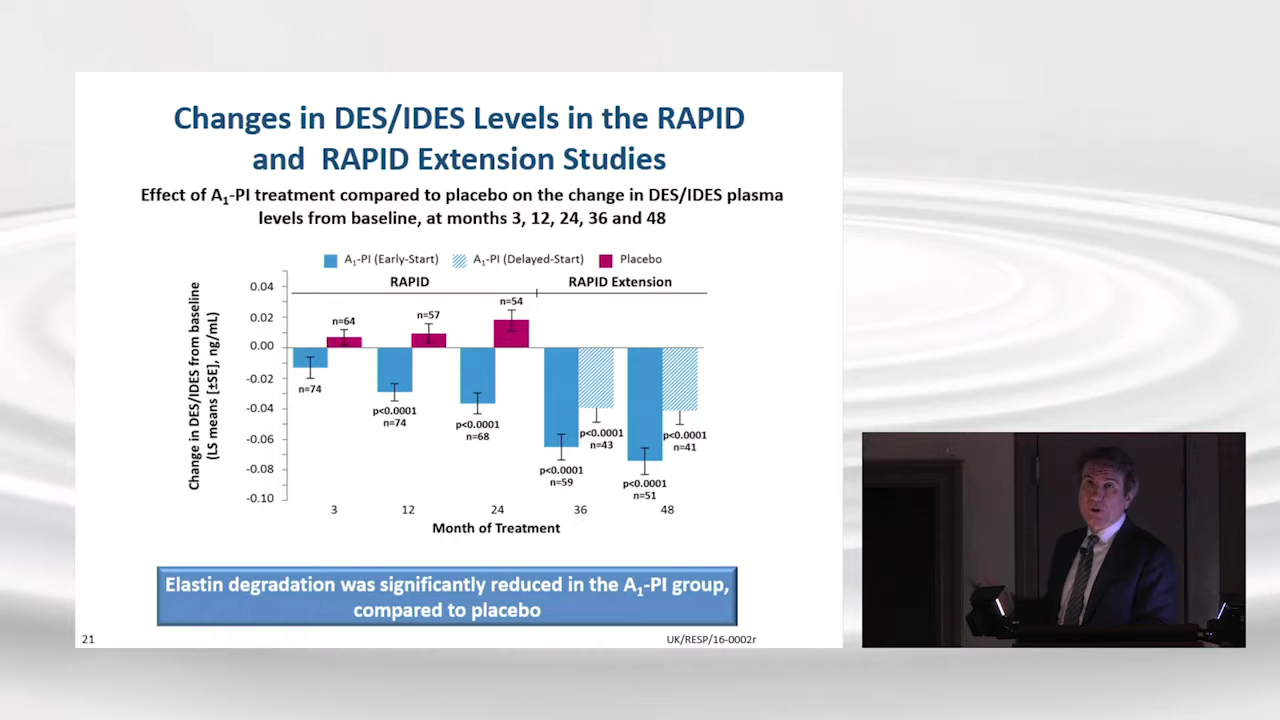 Changes in DES/IDES Levels in the RAPID
and RAPID Extension Studies
Effect of A1-PI treatment compared to placebo on the change in DES/IDES plasma
levels from baseline, at months 3, 12, 24, 36 and 48
A1-PI (Early-Start) A1-PI (Delayed-Start) Placebo
RAPID RAPID Extension
Change in DES/IDES from baseline
(LS means [±SE], ng/mL)
0.04
0.02
0.00
-0.02
-0.04
-0.06
-0.08
-0.10
n=64
n=57
n=54
n=74
p<0.0001
n=74
p<0.0001
n=68
p<0.0001
n=59
p<0.0001
n=43
p<0.0001
n=51
p<0.0001
n=41
3 12 24 36 48
Month of Treatment
Elastin degradation was significantly reduced in the A1-PI group,
compared to placebo
21
UK/RESP/16-0002r